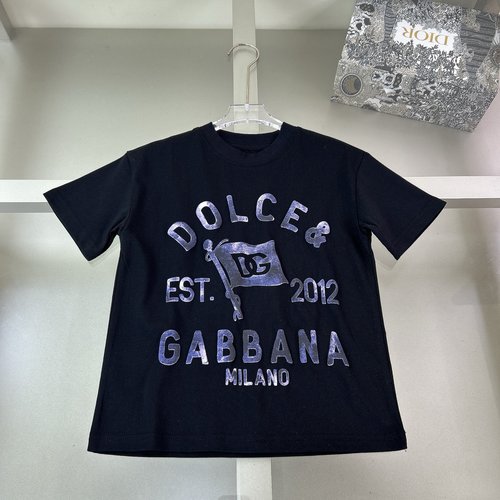 DIOR
DOLCE&
DG
EST. 2012
GABBANA
MILANO